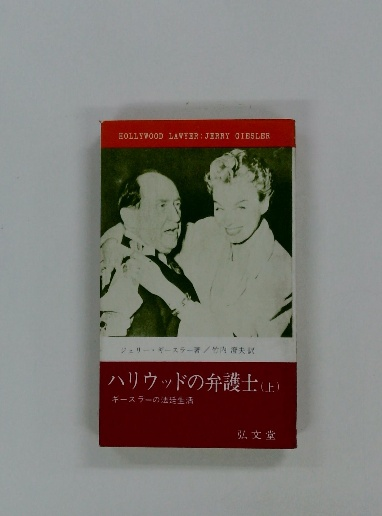 HOLLYWOOD LAWYER:JERRY GIESLER
ジェリー・ギースラー著／竹内澄夫訳
ハリウッドの弁護士(上)
ギースラーの法廷生活
弘文堂